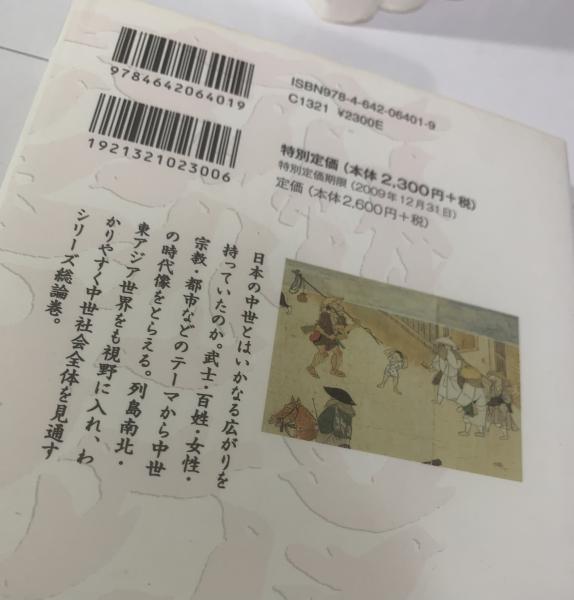 9784642064019
1921321023006
ISBN978-4-642-06401-9
C1321 ¥2300E
特別定価(本体2,300円+税)
特別定価期限(2009年12月31日)
定価(本体2,600円+税)
日本の中世とはいかなる広がりを
持っていたのか。武士・百姓・女性・
宗教・都市などのテーマから中世
の時代像をとらえる。列島南北・
東アジア世界をも視野に入れ、わ
かりやすく中世社会全体を見通す
シリーズ総論巻。